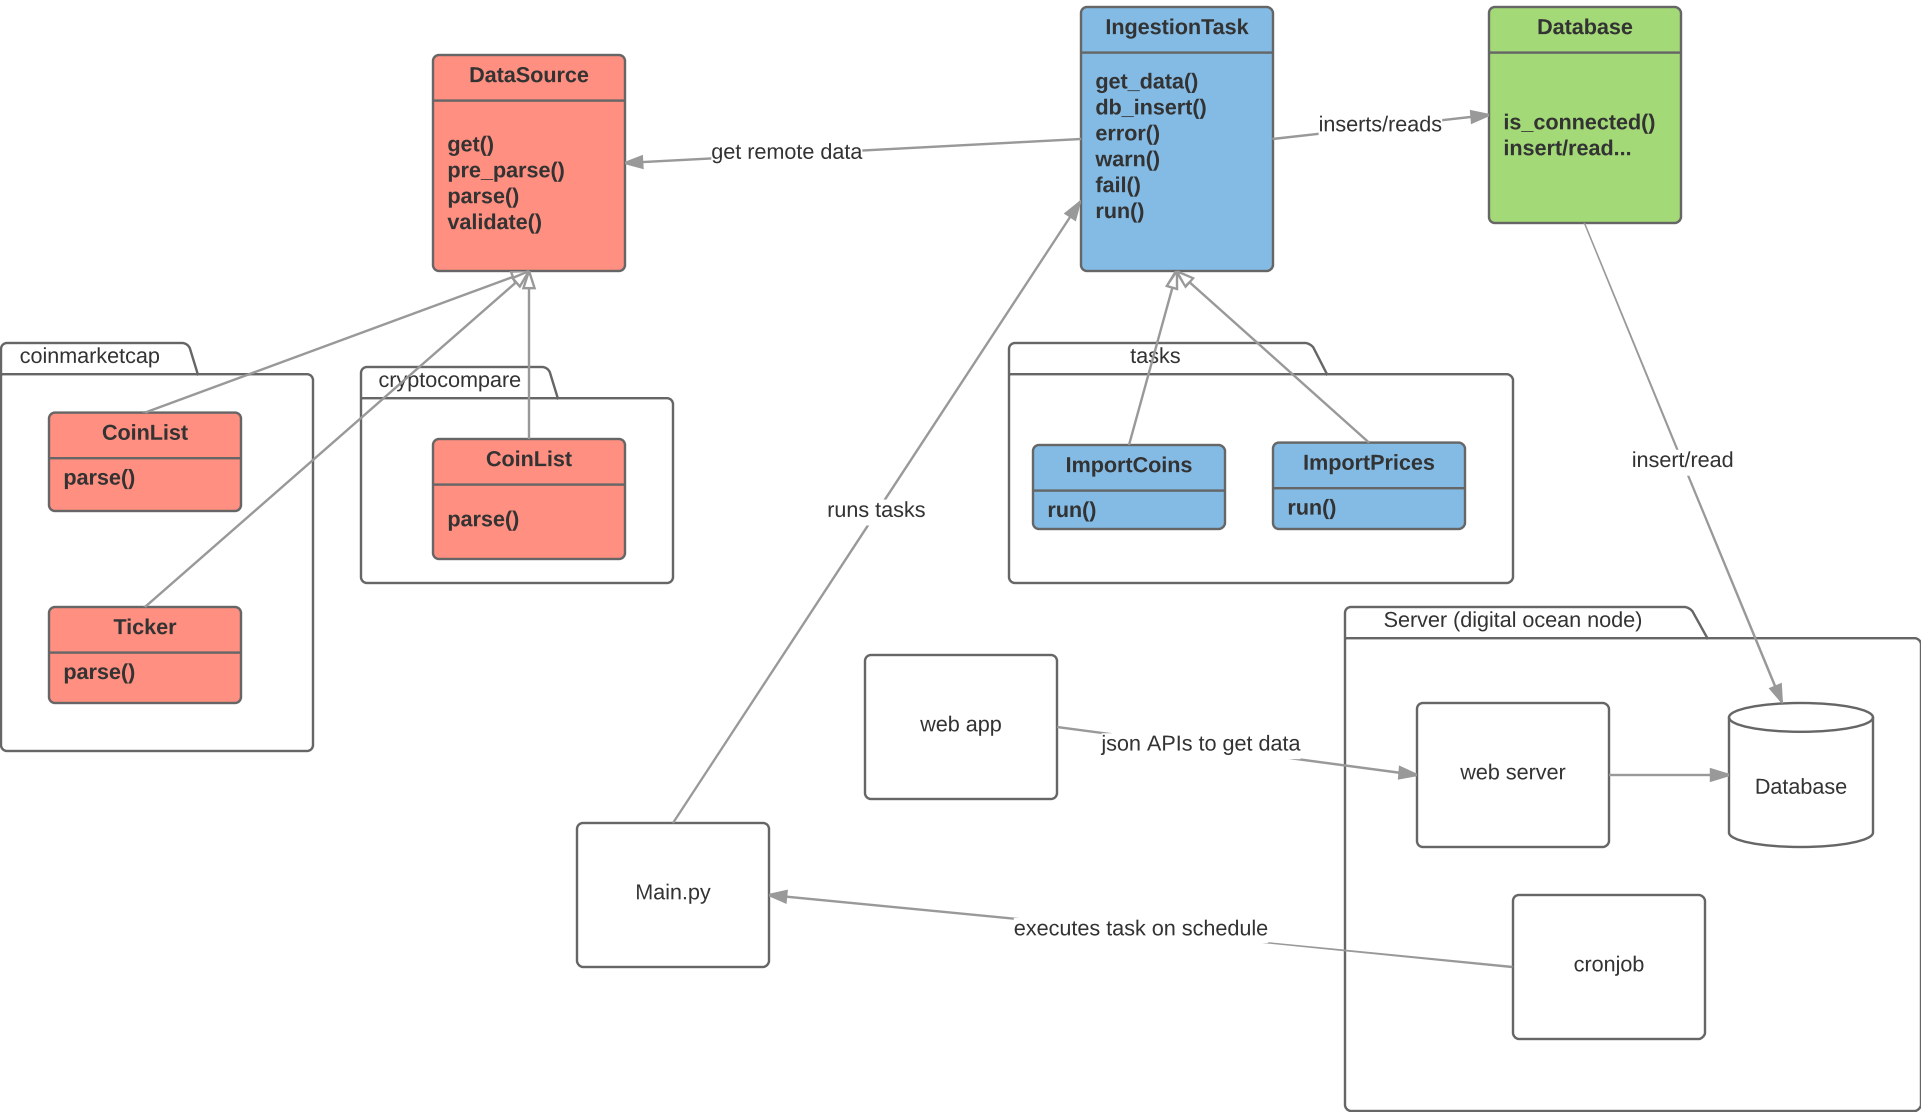 DataSource
get()
pre_parse()
parse()
validate()
get remote data
IngestionTask
get_data()
db_insert()
error()
warn()
fail()
run()
inserts/reads
Database
is_connected()
insert/read...
coinmarketcap
CoinList
parse()
Ticker
parse()
cryptocompare
CoinList
parse()
runs tasks
tasks
ImportCoins
run()
ImportPrices
run()
insert/read
Server (digital ocean node)
web app
json APIs to get data
web server
Database
Main.py
executes task on schedule
cronjob